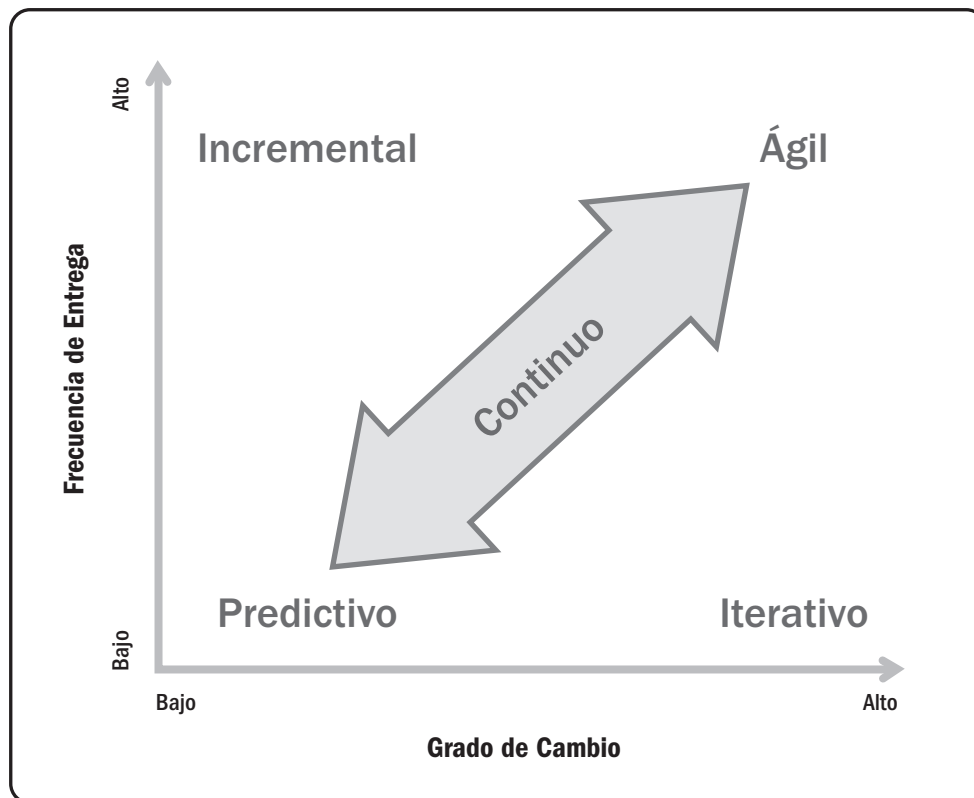 Alto
Incremental
Ágil
Frecuencia de Entrega
Continuo
Predictivo
Iterativo
Bajo
Bajo
Alto
Grado de Cambio